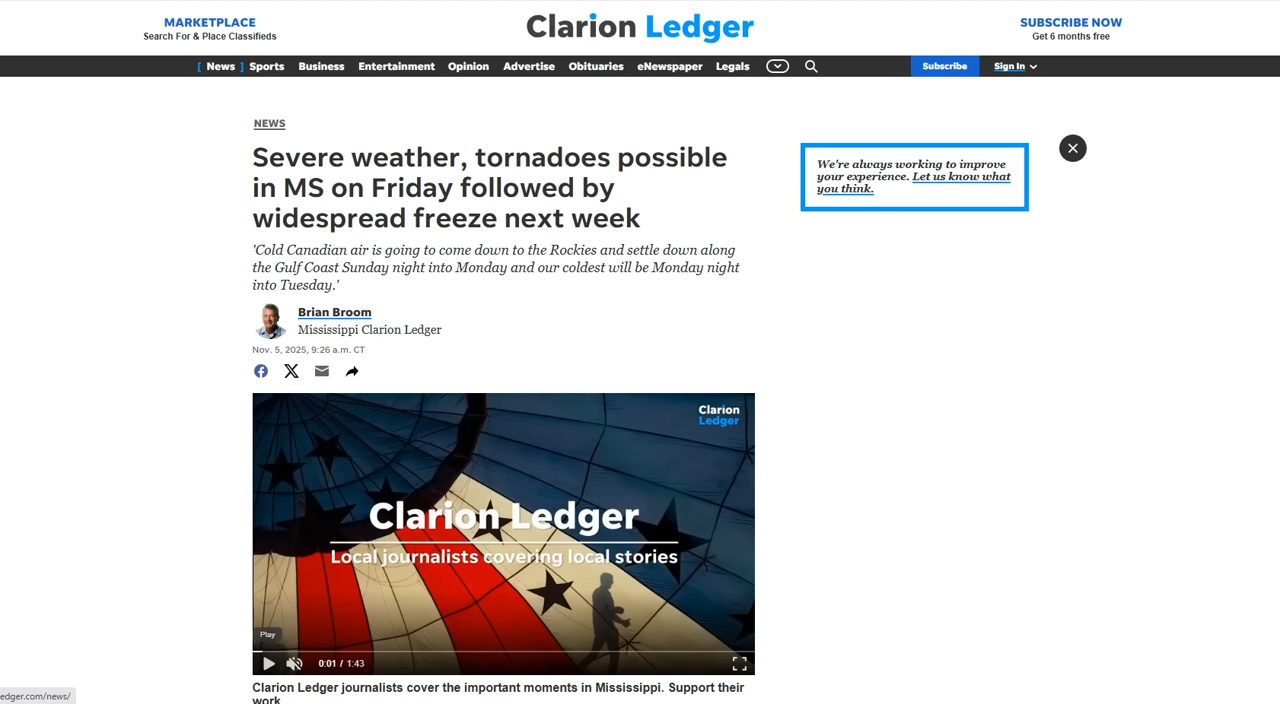 MARKETPLACE
Search For & Place Classifieds
Clarion Ledger
SUBSCRIBE NOW
Get 6 months free
[ News ] Sports Business Entertainment Opinion Advertise Obituaries eNewspaper Legals
Subscribe
Sign In
NEWS
Severe weather, tornadoes possible
in MS on Friday followed by
widespread freeze next week
'Cold Canadian air is going to come down to the Rockies and settle down along
the Gulf Coast Sunday night into Monday and our coldest will be Monday night
into Tuesday.'
Brian Broom
Mississippi Clarion Ledger
Nov. 5, 2025, 9:26 a.m. CT
We're always working to improve
your experience. Let us know what
you think.
Clarion
Ledger
Clarion Ledger
Local journalists covering local stories
Play
0:01 / 1:43
Clarion Ledger journalists cover the important moments in Mississippi. Support their
work
edger.com/news/